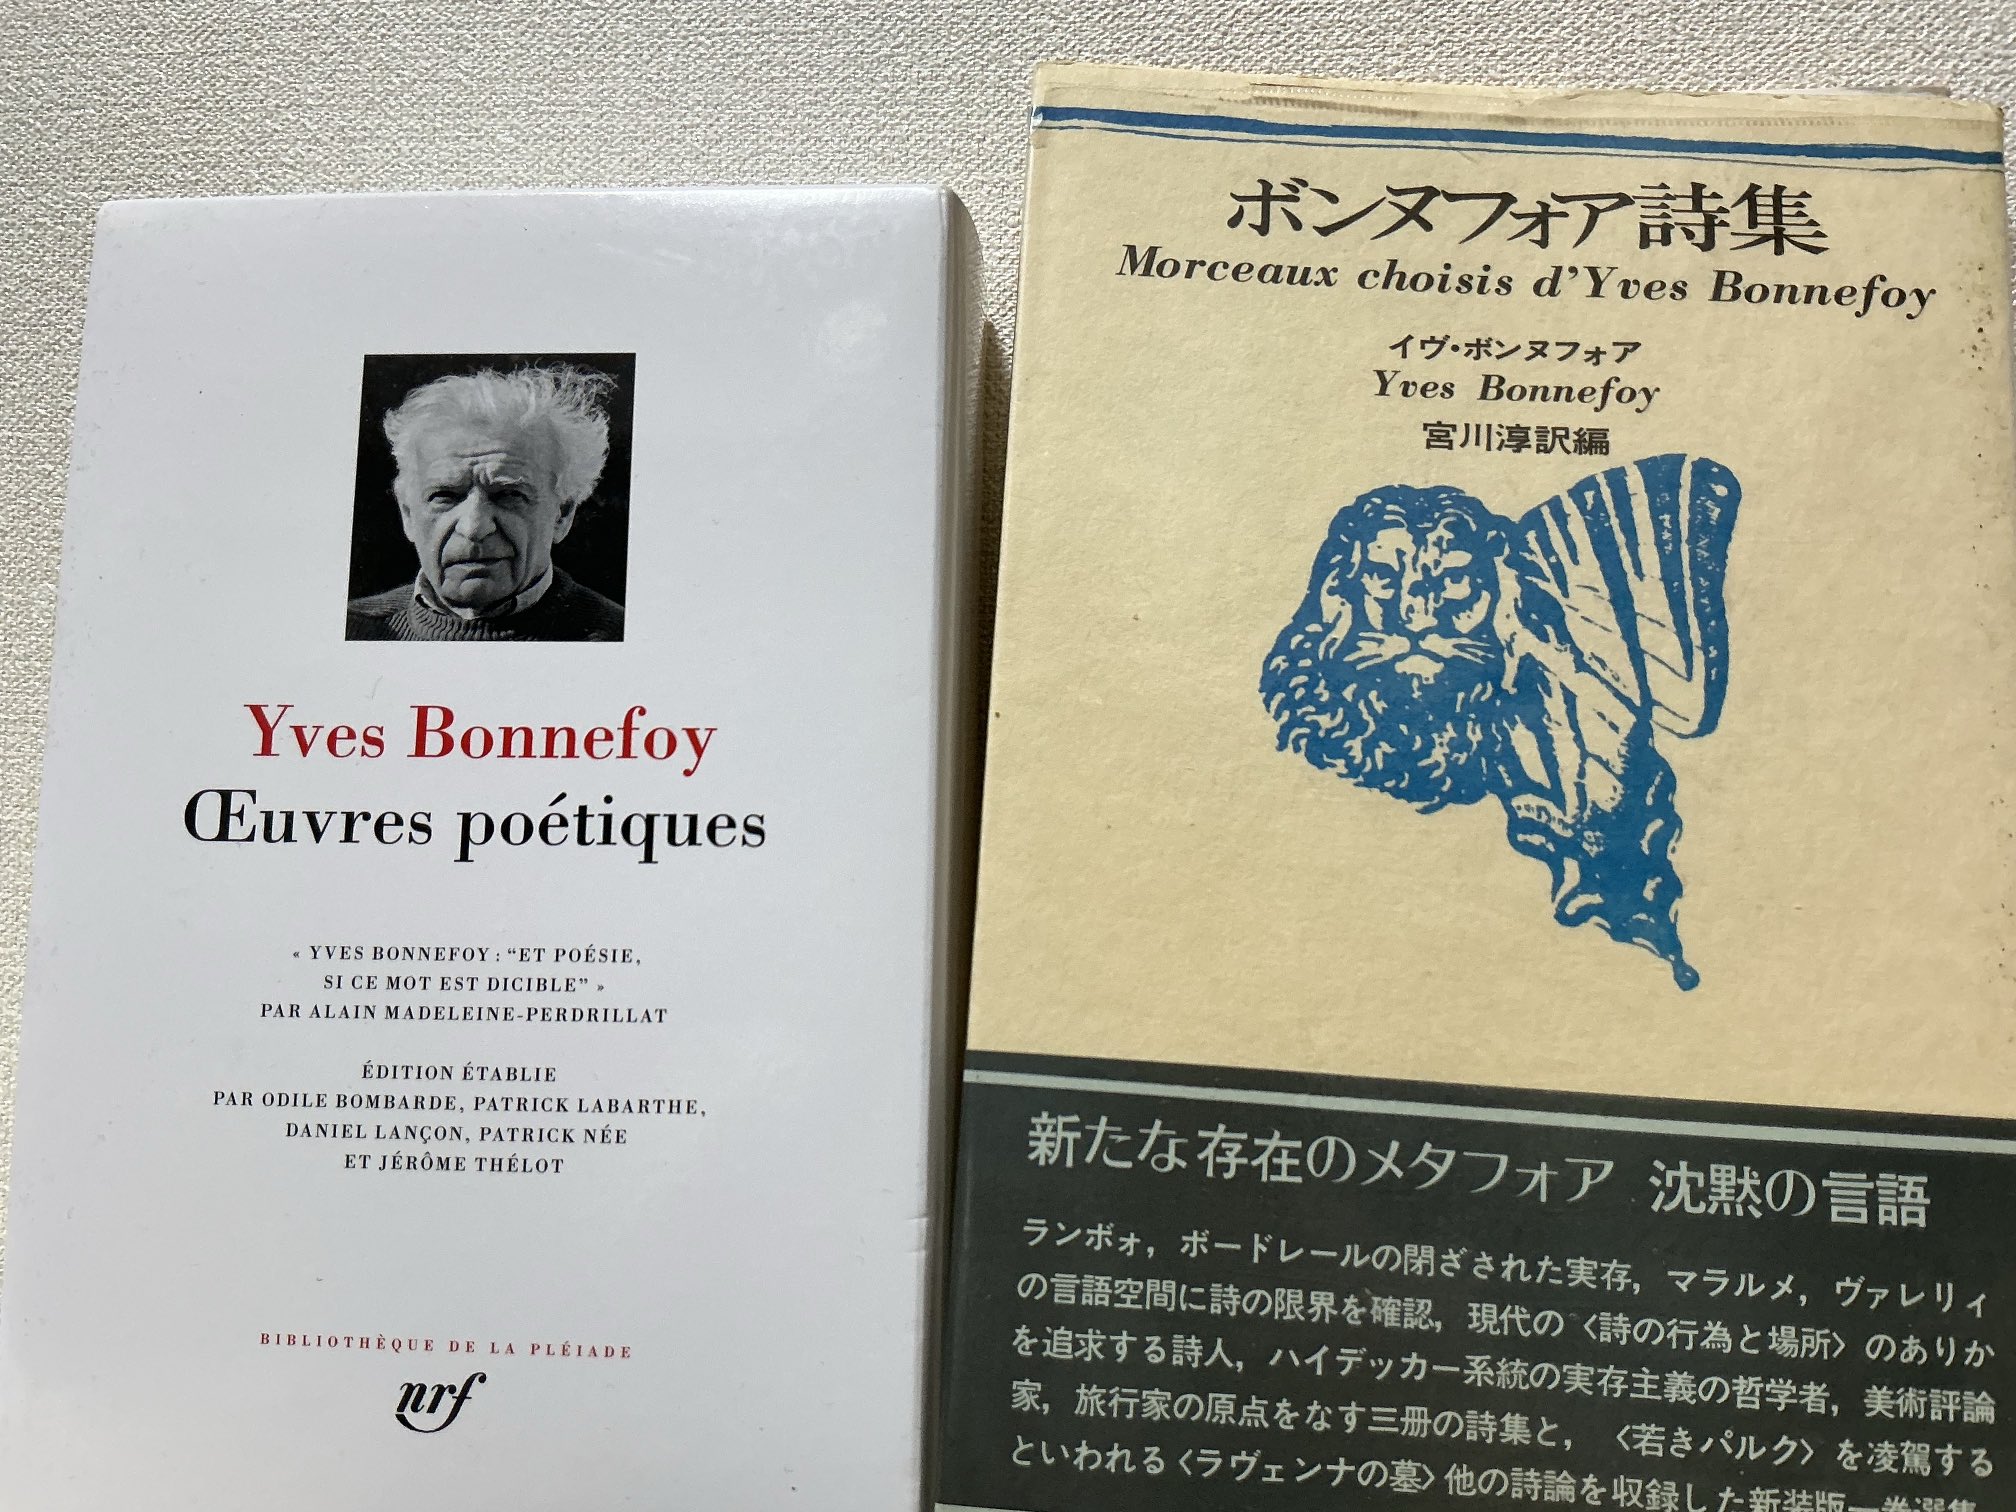 Yves Bonnefoy
Œuvres poétiques
« YVES BONNEFOY : “ET POÉSIE,
SI CE MOT EST DICIBLE” »
PAR ALAIN MADELEINE-PERDRILLAT
ÉDITION ÉTABLIE
PAR ODILE BOMBARDE, PATRICK LABARTHE,
DANIEL LANÇON, PATRICK NÉE
ET JÉRÔME THÉLOT
BIBLIOTHÈQUE DE LA PLÉIADE
nrf
ボンヌフォア詩集
Morceaux choisis d’Yves Bonnefoy
イヴ・ボンヌフォア
Yves Bonnefoy
宮川淳訳編
新たな存在のメタフォア 沈黙の言語
ランボォ，ボードレールの閉ざされた実存，マラルメ，ヴァレリィ
の言語空間に詩の限界を確認，現代の〈詩の行為と場所〉のありか
を追求する詩人，ハイデッカー系統の実存主義の哲学者，美術評論
家，旅行家の原点をなす三冊の詩集と，〈若きパルク〉を凌駕する
といわれる〈ラヴェンナの墓〉他の詩論を収録した新装版